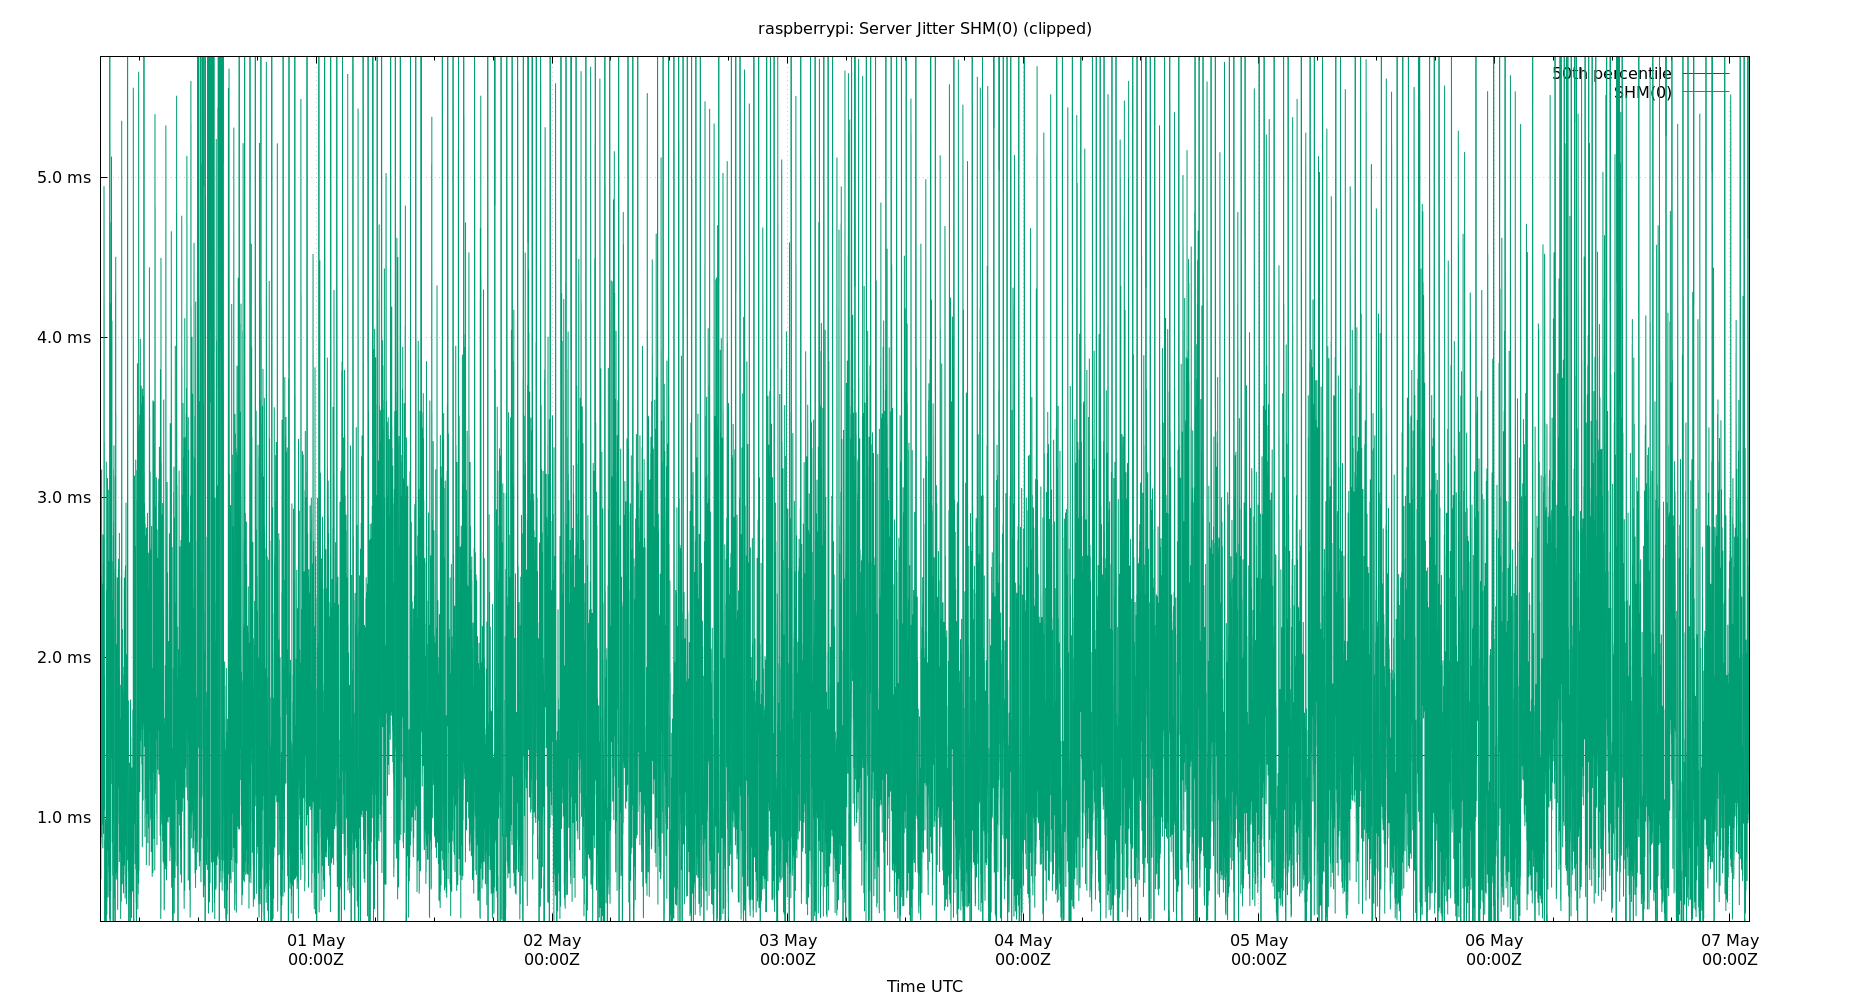 raspberrypi: Server Jitter SHM(0) (clipped)
50th percentile
SHM(0)
5.0 ms
4.0 ms
3.0 ms
2.0 ms
1.0 ms
01 May
00:00Z
02 May
00:00Z
03 May
00:00Z
04 May
00:00Z
05 May
00:00Z
06 May
00:00Z
07 May
00:00Z
Time UTC